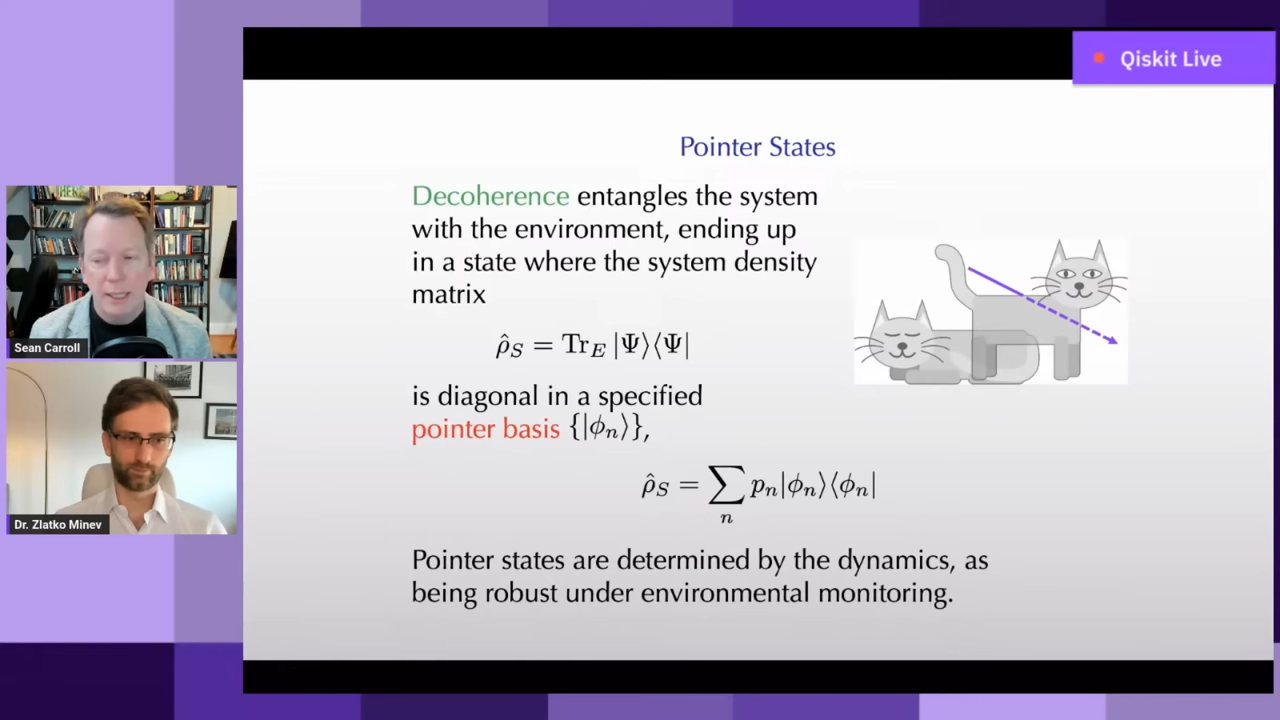 Qiskit Live
Pointer States
Decoherence entangles the system
with the environment, ending up
in a state where the system density
matrix
ρ̂_S = Tr_E |Ψ⟩⟨Ψ|
is diagonal in a specified
pointer basis {|ϕ_n⟩},
ρ̂_S = ∑_n p_n|ϕ_n⟩⟨ϕ_n|
Pointer states are determined by the dynamics, as
being robust under environmental monitoring.
Sean Carroll
Dr. Zlatko Minev